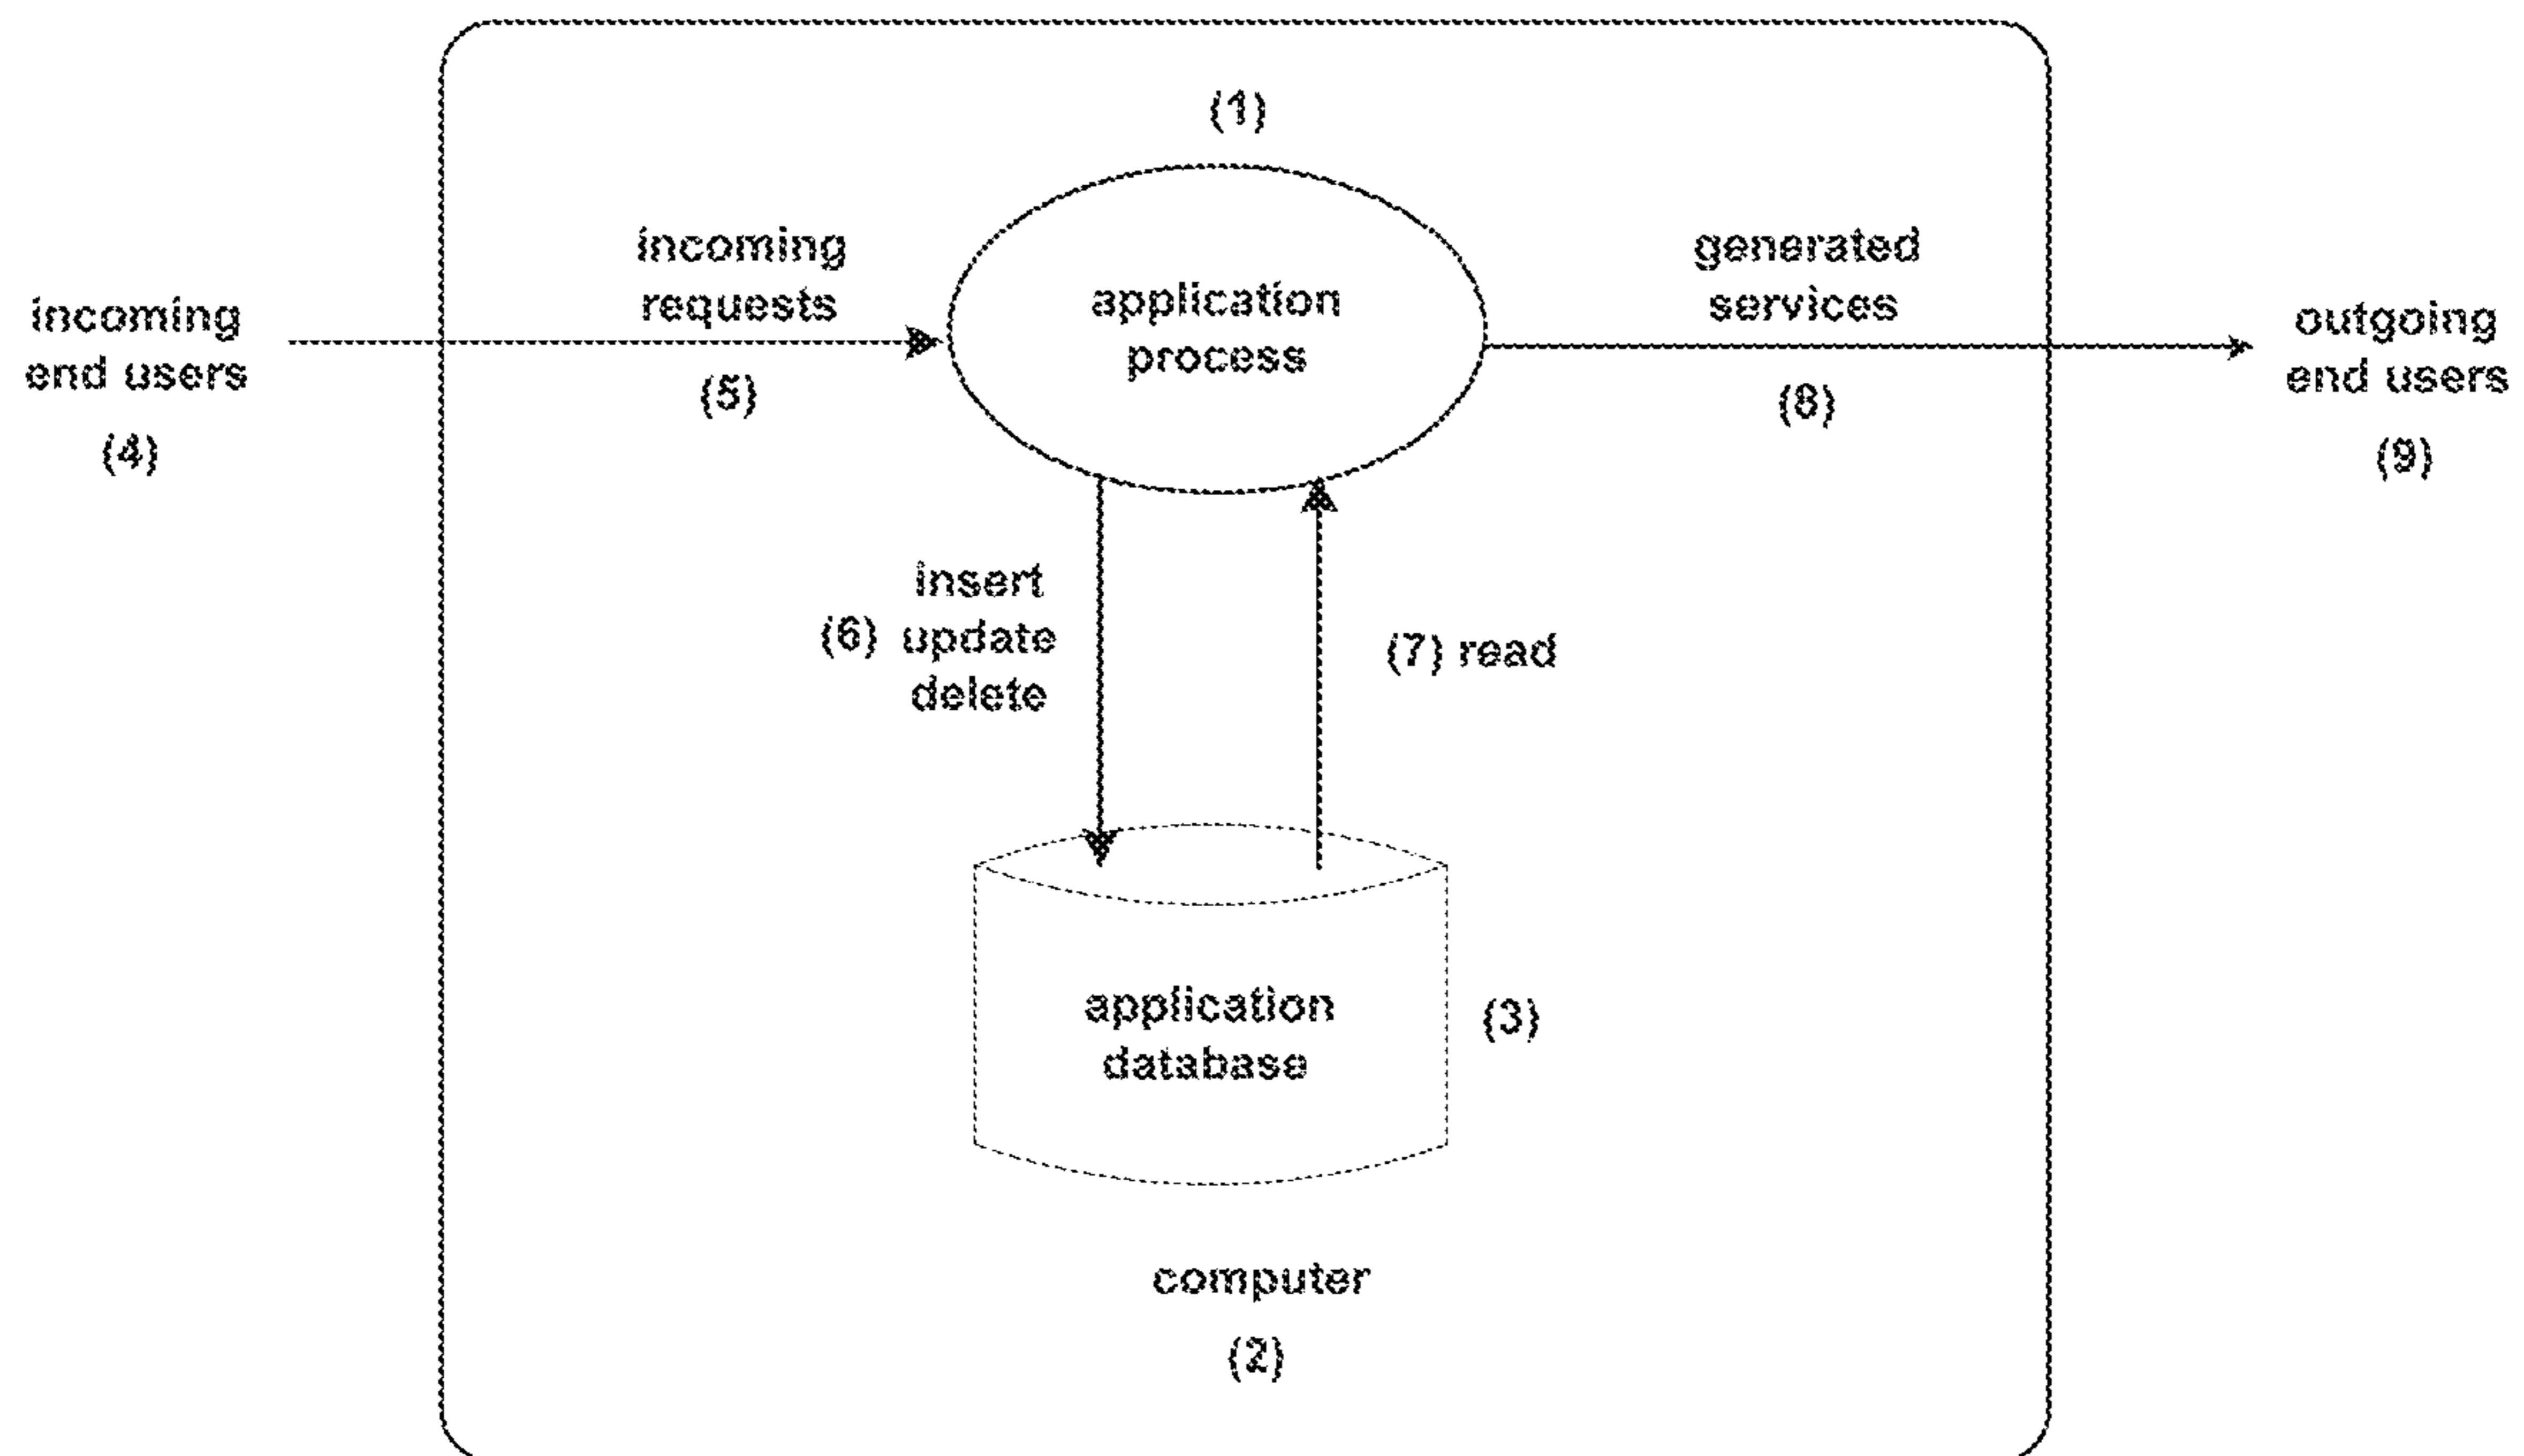 (1)
incoming
requests
(5)
application
process
generated
services
(8)
incoming
end users
(4)
outgoing
end users
(9)
insert
(6) update
delete
(7) read
application
database
(3)
computer
(2)